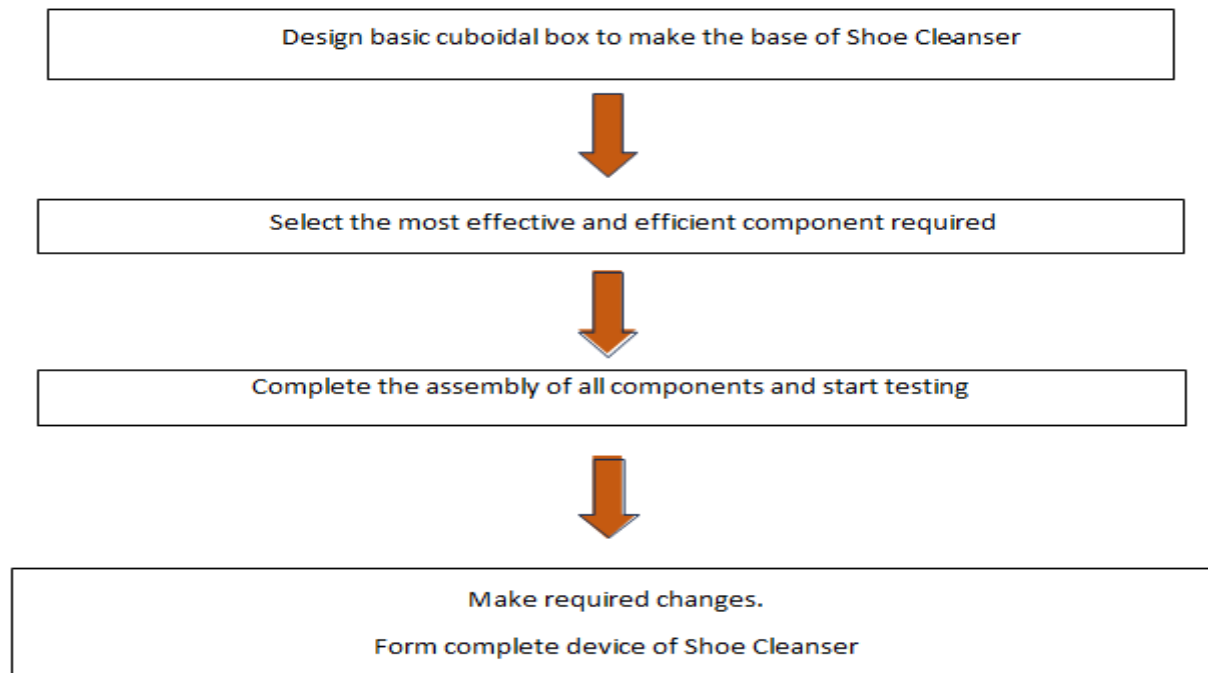 Design basic cuboidal box to make the base of Shoe Cleanser
Select the most effective and efficient component required
Complete the assembly of all components and start testing
Make required changes.
Form complete device of Shoe Cleanser